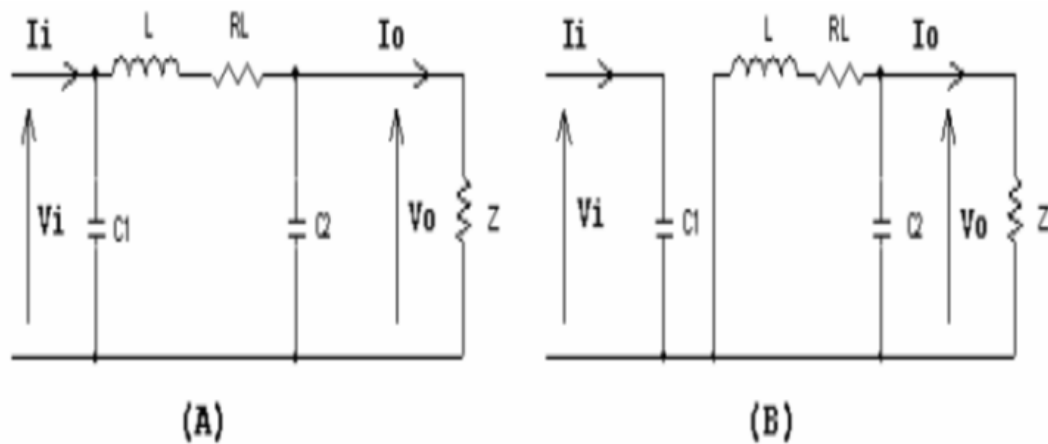 L RL L RL
Ii Io Ii Io
Vi C1 C2 Vo Z Vi C1 C2 Vo Z
(A) (B)